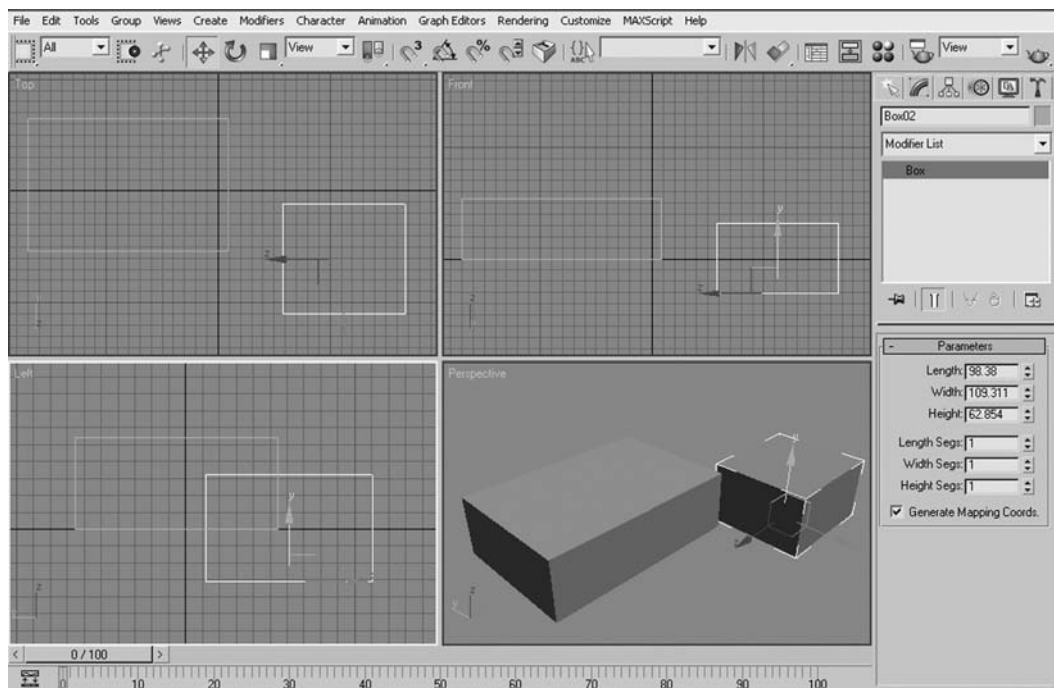 File Edit Tools Group Views Create Modifiers Character Animation Graph Editors Rendering Customize MAXScript Help
All
View
3
%
ABC
View
Top
Front
Box02
Modifier List
Box
z
y
z
z
z
Parameters
Length: 98.38
Width: 109.311
Height: 62.854
Length Segs: 1
Width Segs: 1
Height Segs: 1
Generate Mapping Coords.
Left
Perspective
y
z
z
y
0 / 100
0 10 20 30 40 50 60 70 80 90 100